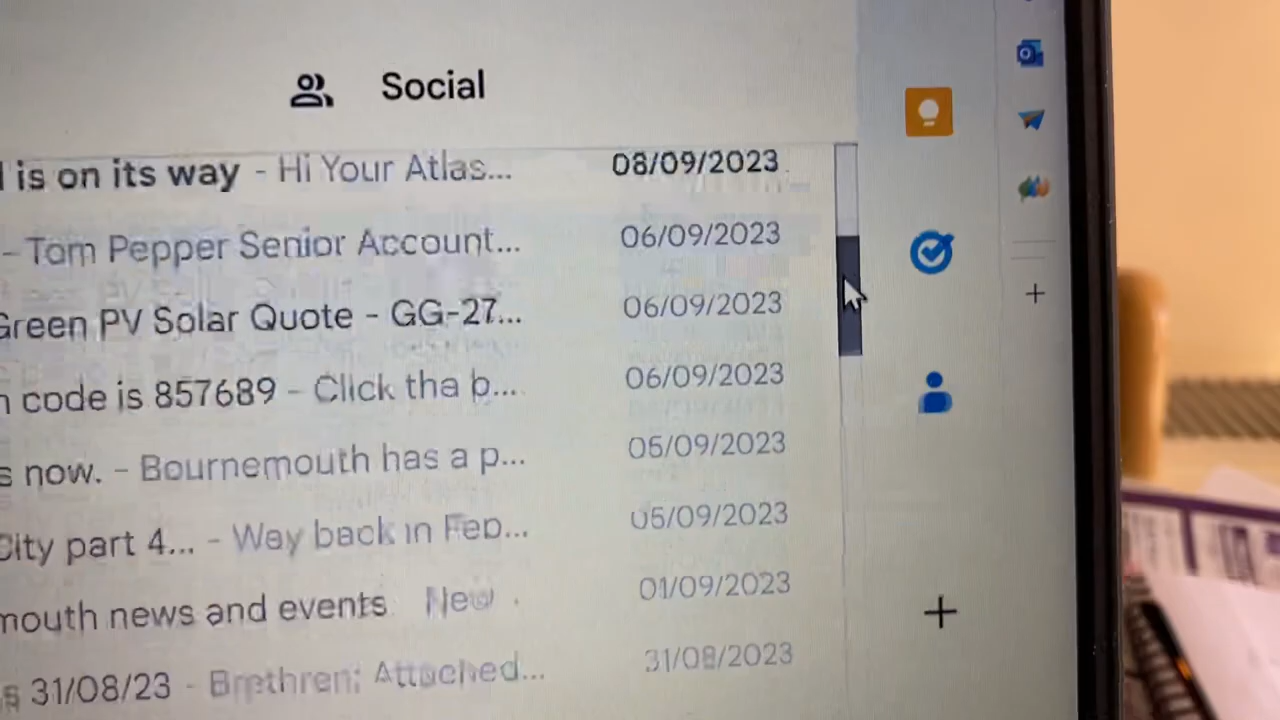 Social
is on its way - Hi Your Atlas... 08/09/2023
- Tom Pepper Senior Account... 06/09/2023
Green PV Solar Quote - GG-27... 06/09/2023
code is 857689 - Click tha b... 06/09/2023
now. - Bournemouth has a p... 05/09/2023
City part 4... - Way back in Feb... 05/09/2023
mouth news and events New 01/09/2023
31/08/23 - Brethren; Attached... 31/08/2023